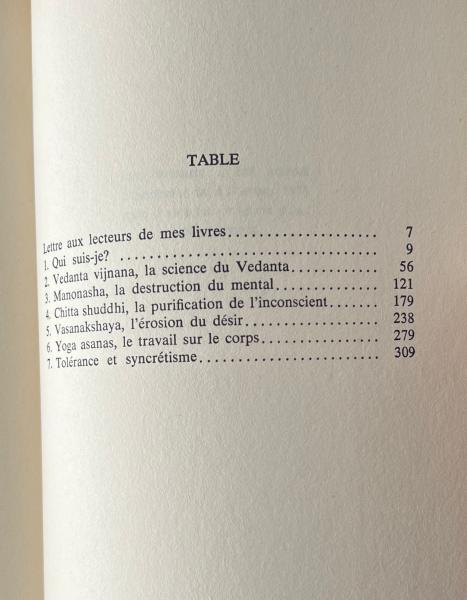 TABLE
Lettre aux lecteurs de mes livres.................... 7
1. Qui suis-je? .................................. 9
2. Vedanta vijnana, la science du Vedanta............ 56
3. Manonasha, la destruction du mental.............. 121
4. Chitta shuddhi, la purification de l'inconscient....... 179
5. Vasanakshaya, l'érosion du désir.................. 238
6. Yoga asanas, le travail sur le corps................ 279
7. Tolérance et syncrétisme......................... 309